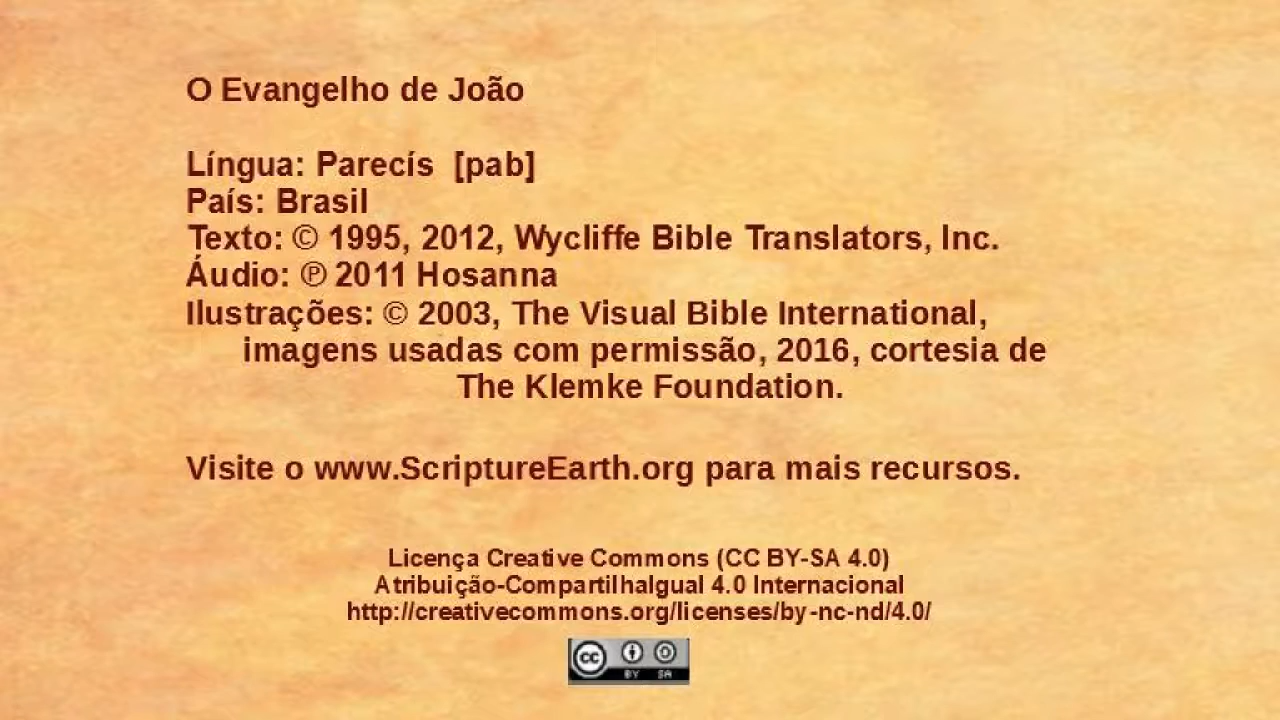 O Evangelho de João
Língua: Parecís [pab]
País: Brasil
Texto: © 1995, 2012, Wycliffe Bible Translators, Inc.
Áudio: ℗ 2011 Hosanna
Ilustrações: © 2003, The Visual Bible International,
imagens usadas com permissão, 2016, cortesia de
The Klemke Foundation.
Visite o www.ScriptureEarth.org para mais recursos.
Licença Creative Commons (CC BY-SA 4.0)
Atribuição-CompartilhaIgual 4.0 Internacional
http://creativecommons.org/licenses/by-nc-nd/4.0/
cc BY SA